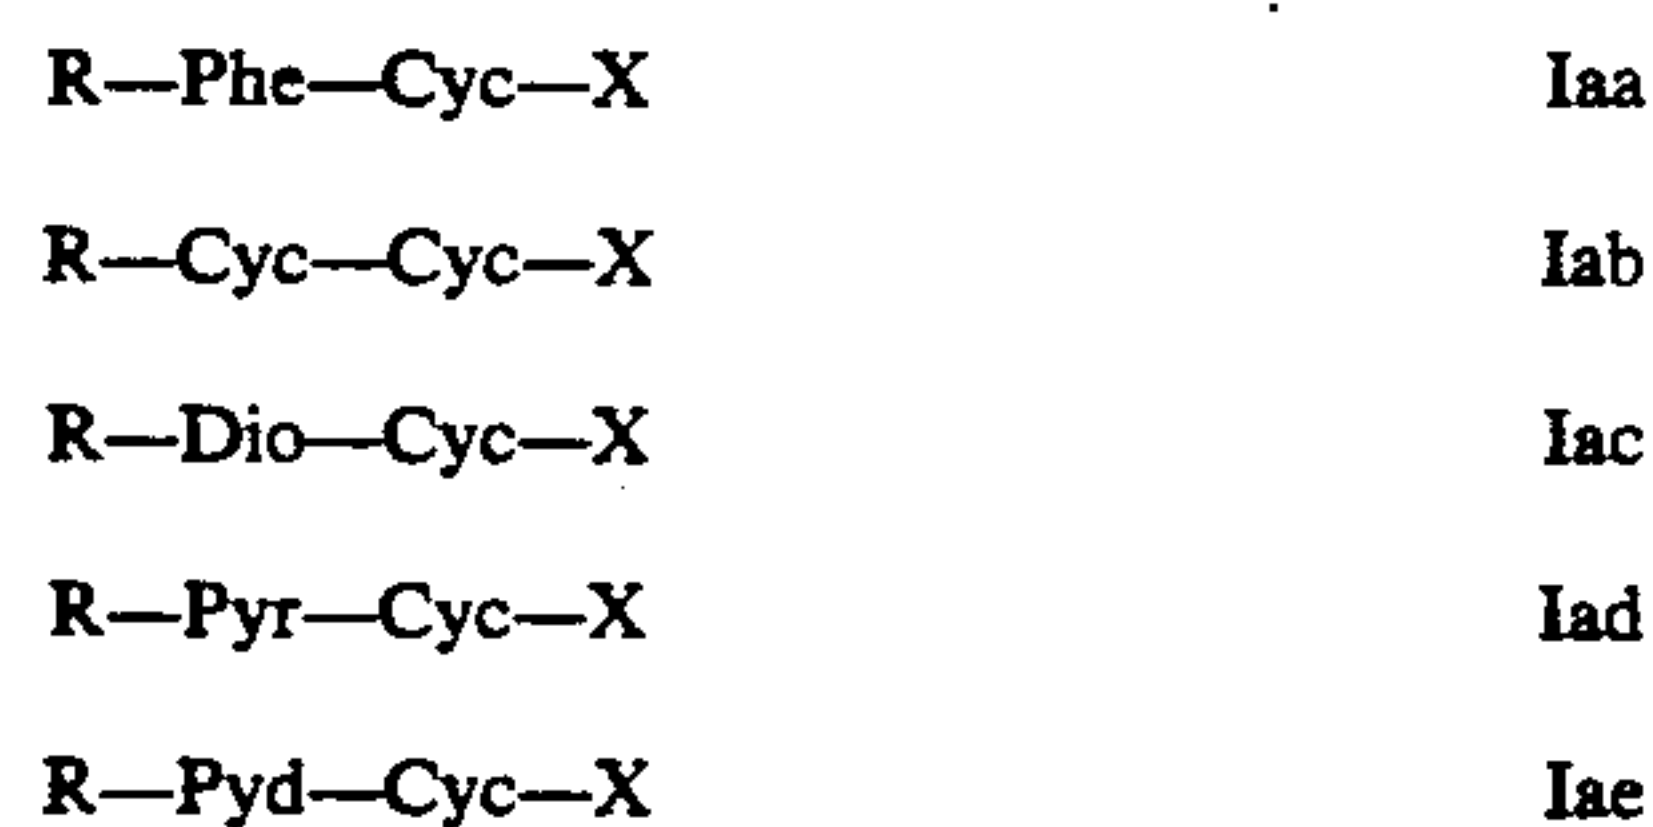 R—Phe—Cyc—X Iaa
R—Cyc—Cyc—X Iab
R—Dio—Cyc—X Iac
R—Pyr—Cyc—X Iad
R—Pyd—Cyc—X Iae